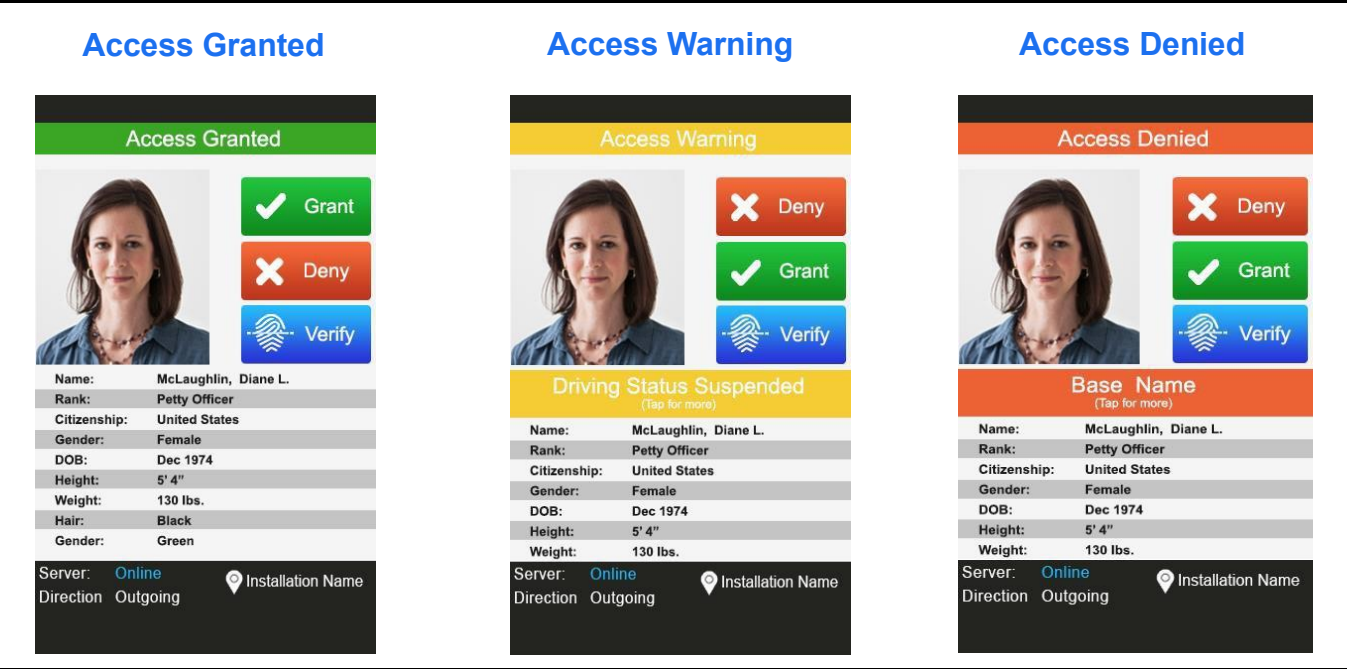 Access Granted
Access Granted
Grant
Deny
Verify
Name: McLaughlin, Diane L.
Rank: Petty Officer
Citizenship: United States
Gender: Female
DOB: Dec 1974
Height: 5' 4”
Weight: 130 lbs.
Hair: Black
Gender: Green
Server: Online
Direction Outgoing
Installation Name
Access Warning
Access Warning
Deny
Grant
Verify
Driving Status Suspended
(Tap for more)
Name: McLaughlin, Diane L.
Rank: Petty Officer
Citizenship: United States
Gender: Female
DOB: Dec 1974
Height: 5' 4”
Weight: 130 lbs.
Server: Online
Direction Outgoing
Installation Name
Access Denied
Access Denied
Deny
Grant
Verify
Base Name
(Tap for more)
Name: McLaughlin, Diane L.
Rank: Petty Officer
Citizenship: United States
Gender: Female
DOB: Dec 1974
Height: 5' 4”
Weight: 130 lbs.
Server: Online
Direction Outgoing
Installation Name